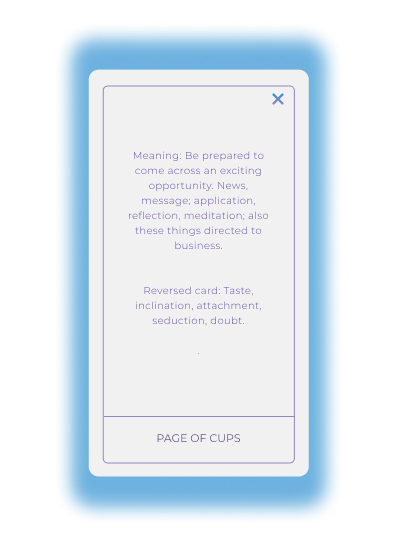 Meaning: Be prepared to
come across an exciting
opportunity. News,
message; application,
reflection, meditation; also
these things directed to
business.
Reversed card: Taste,
inclination, attachment,
seduction, doubt.
.
PAGE OF CUPS